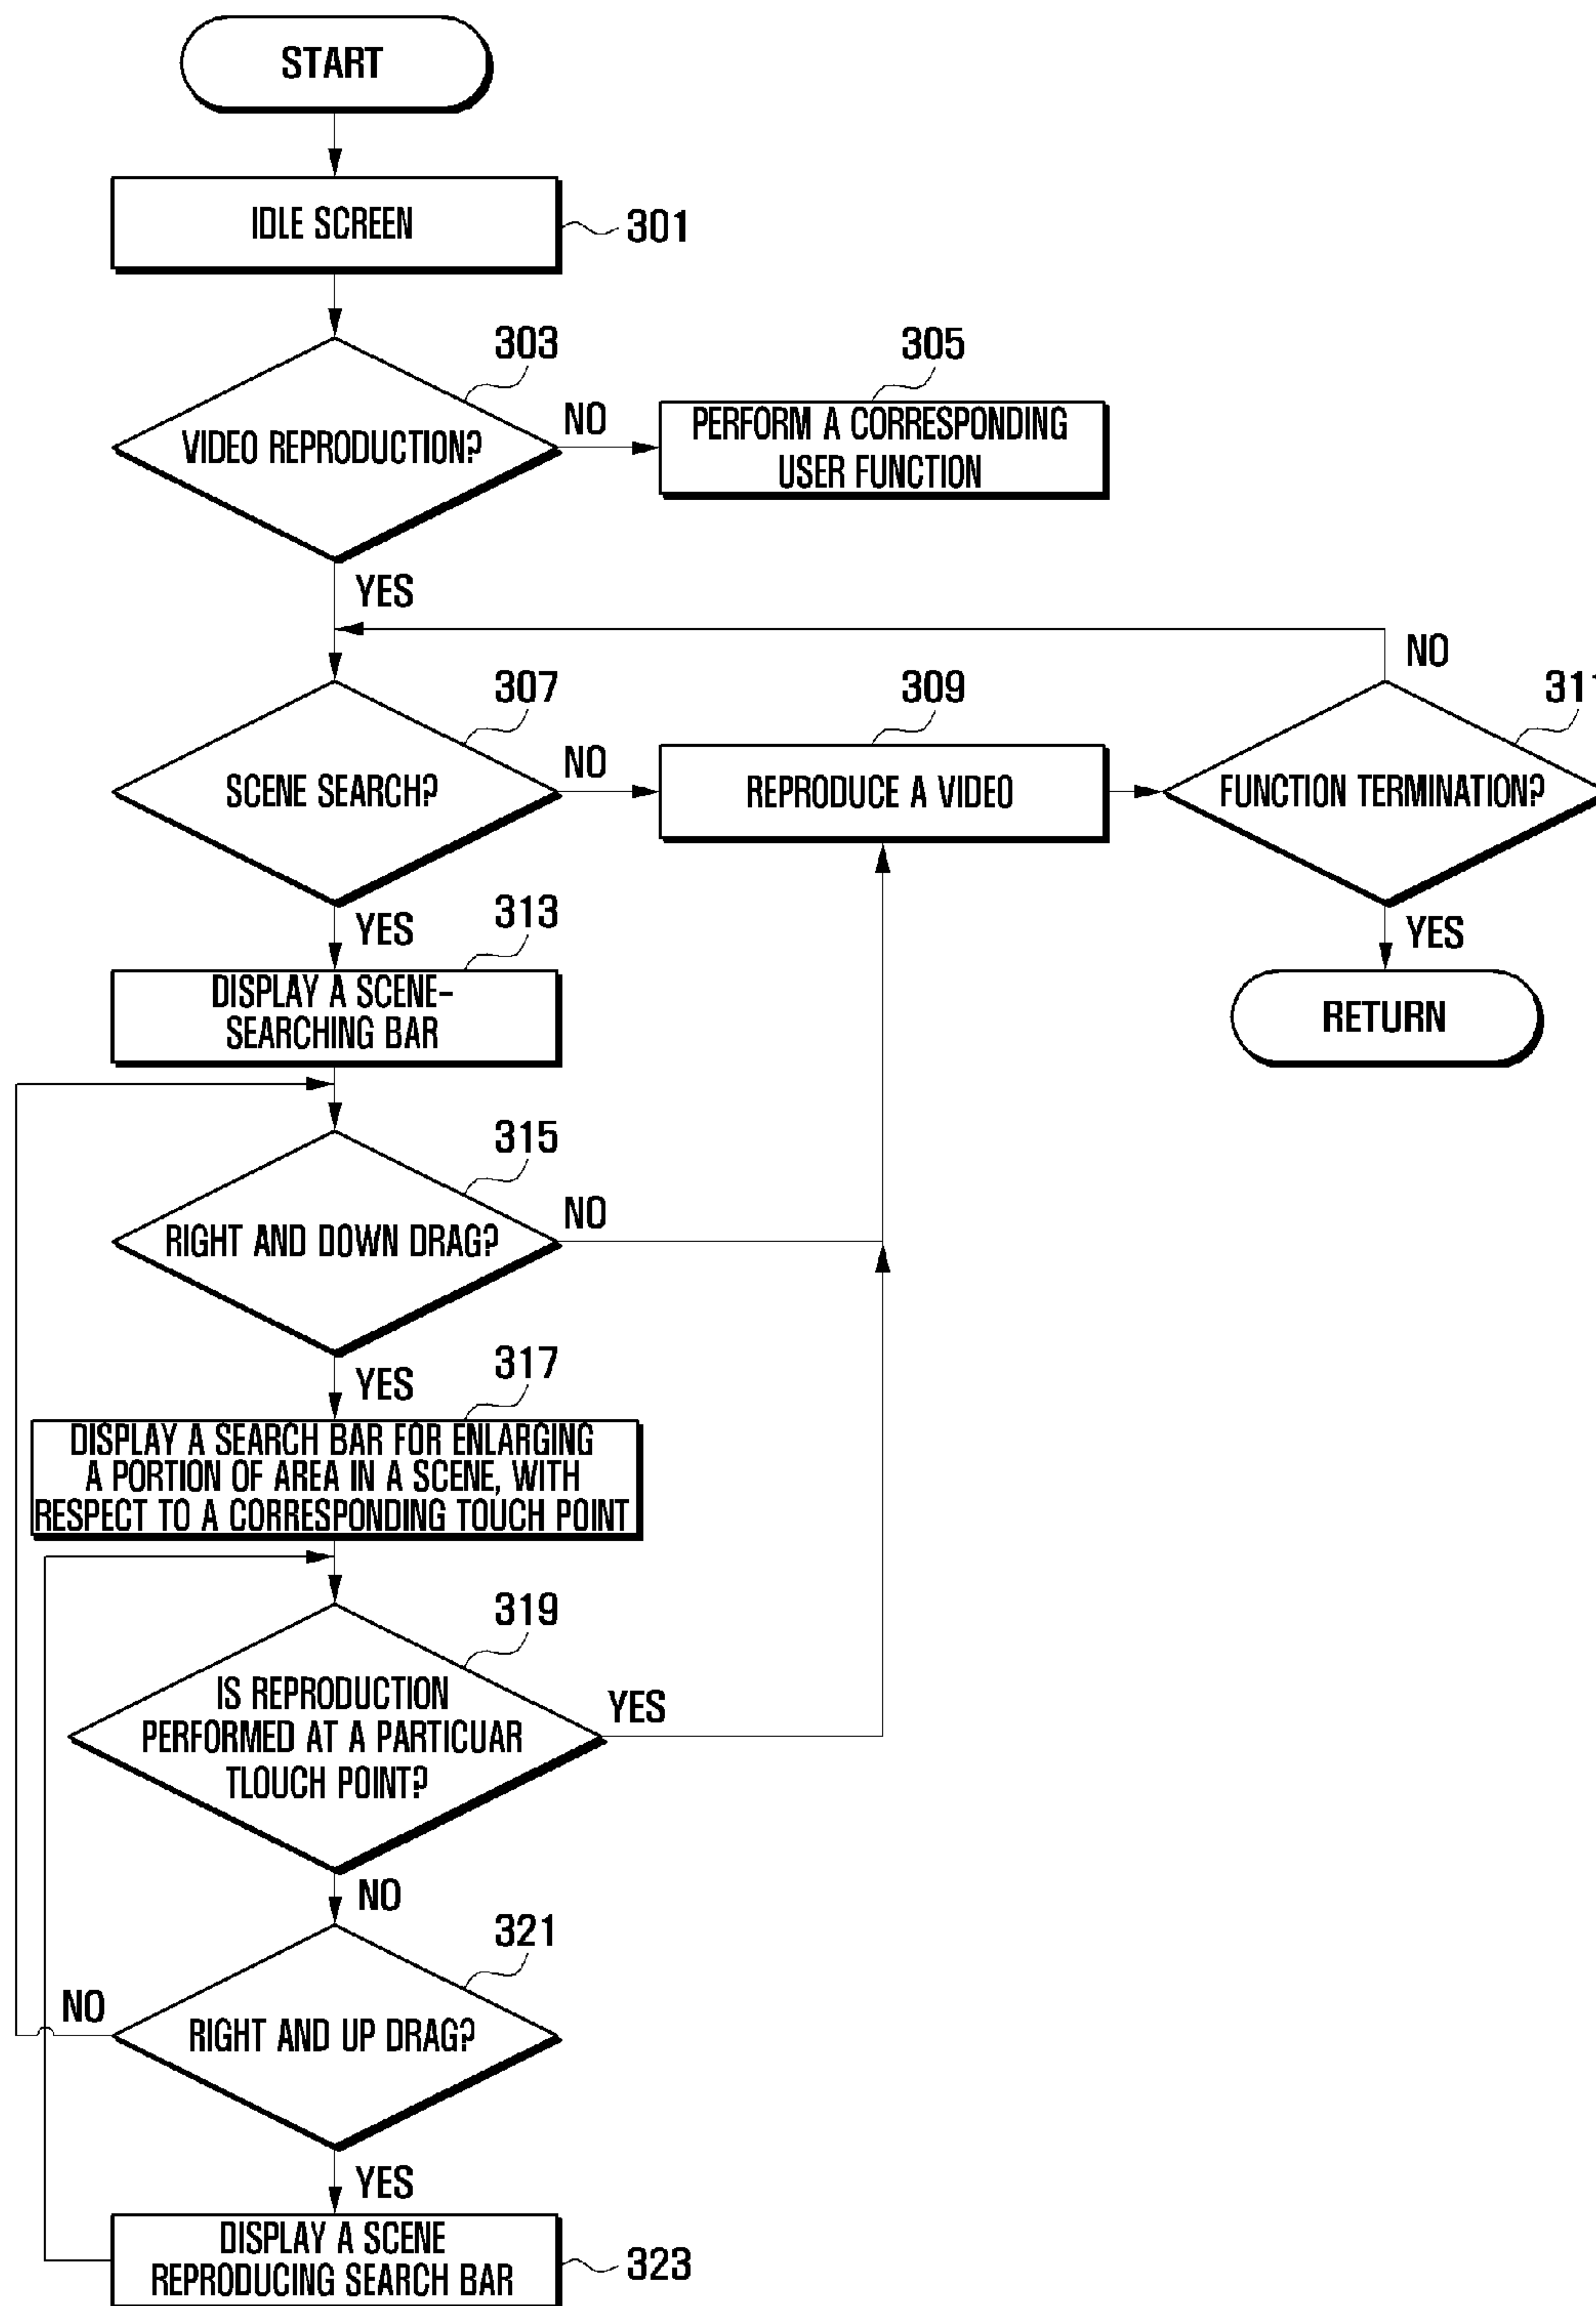 START
IDLE SCREEN
301
303
VIDEO REPRODUCTION?
NO
305
PERFORM A CORRESPONDING
USER FUNCTION
YES
307
SCENE SEARCH?
NO
309
REPRODUCE A VIDEO
NO
311
FUNCTION TERMINATION?
YES
RETURN
YES
313
DISPLAY A SCENE-
SEARCHING BAR
315
RIGHT AND DOWN DRAG?
NO
YES
317
DISPLAY A SEARCH BAR FOR ENLARGING
A PORTION OF AREA IN A SCENE, WITH
RESPECT TO A CORRESPONDING TOUCH POINT
319
IS REPRODUCTION
PERFORMED AT A PARTICUAR
TLOUCH POINT?
YES
NO
321
RIGHT AND UP DRAG?
NO
YES
DISPLAY A SCENE
REPRODUCING SEARCH BAR
323